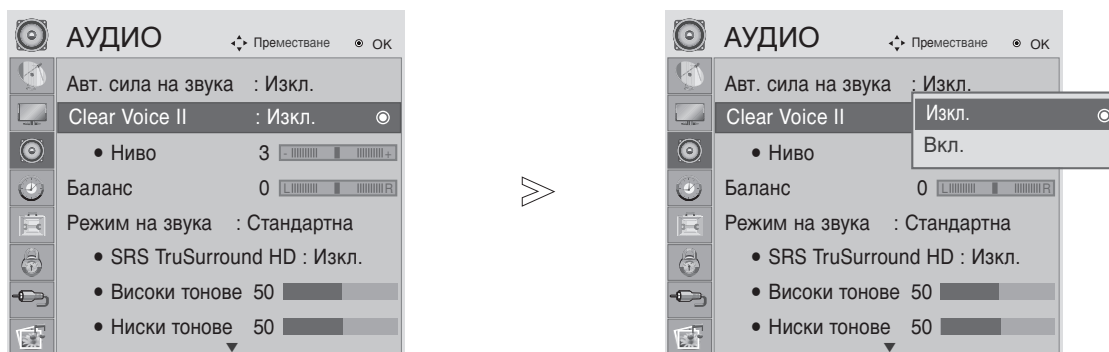 АУДИО Преместване OK
Авт. сила на звука : Изкл.
Clear Voice II : Изкл.
• Ниво 3 - +
Баланс 0 L R
Режим на звука : Стандартна
• SRS TruSurround HD : Изкл.
• Високи тонове 50
• Ниски тонове 50
АУДИО Преместване OK
Авт. сила на звука : Изкл.
Clear Voice II
Изкл.
Вкл.
• Ниво
Баланс 0 L R
Режим на звука : Стандартна
• SRS TruSurround HD : Изкл.
• Високи тонове 50
• Ниски тонове 50